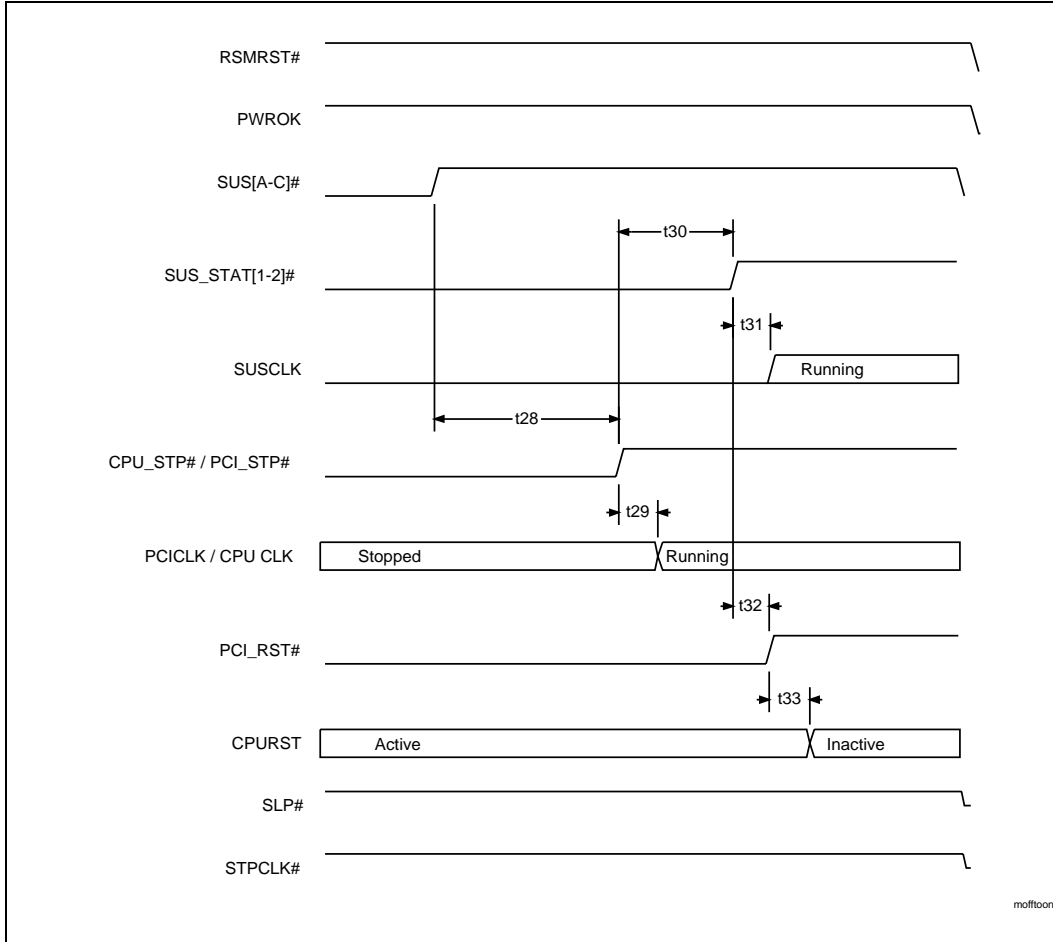 RSMRST#
PWROK
SUS[A-C]#
t30
SUS_STAT[1-2]#
t31
SUSCLK
Running
t28
CPU_STP# / PCI_STP#
t29
PCICLK / CPU CLK
Stopped
Running
t32
PCI_RST#
t33
CPURST
Active
Inactive
SLP#
STPCLK#
mofftoon